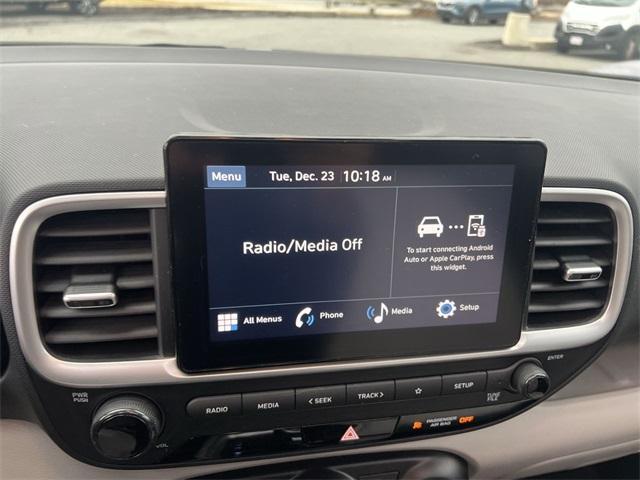 Menu
Tue, Dec. 23
10:18 AM
Radio/Media Off
To start connecting Android
Auto or Apple CarPlay, press
this widget.
All Menus
Phone
Media
Setup
PWR
PUSH
VOL
RADIO
MEDIA
< SEEK
TRACK >
☆
SETUP
TUNE
FILE
ENTER
PASSENGER
AIR BAG
OFF